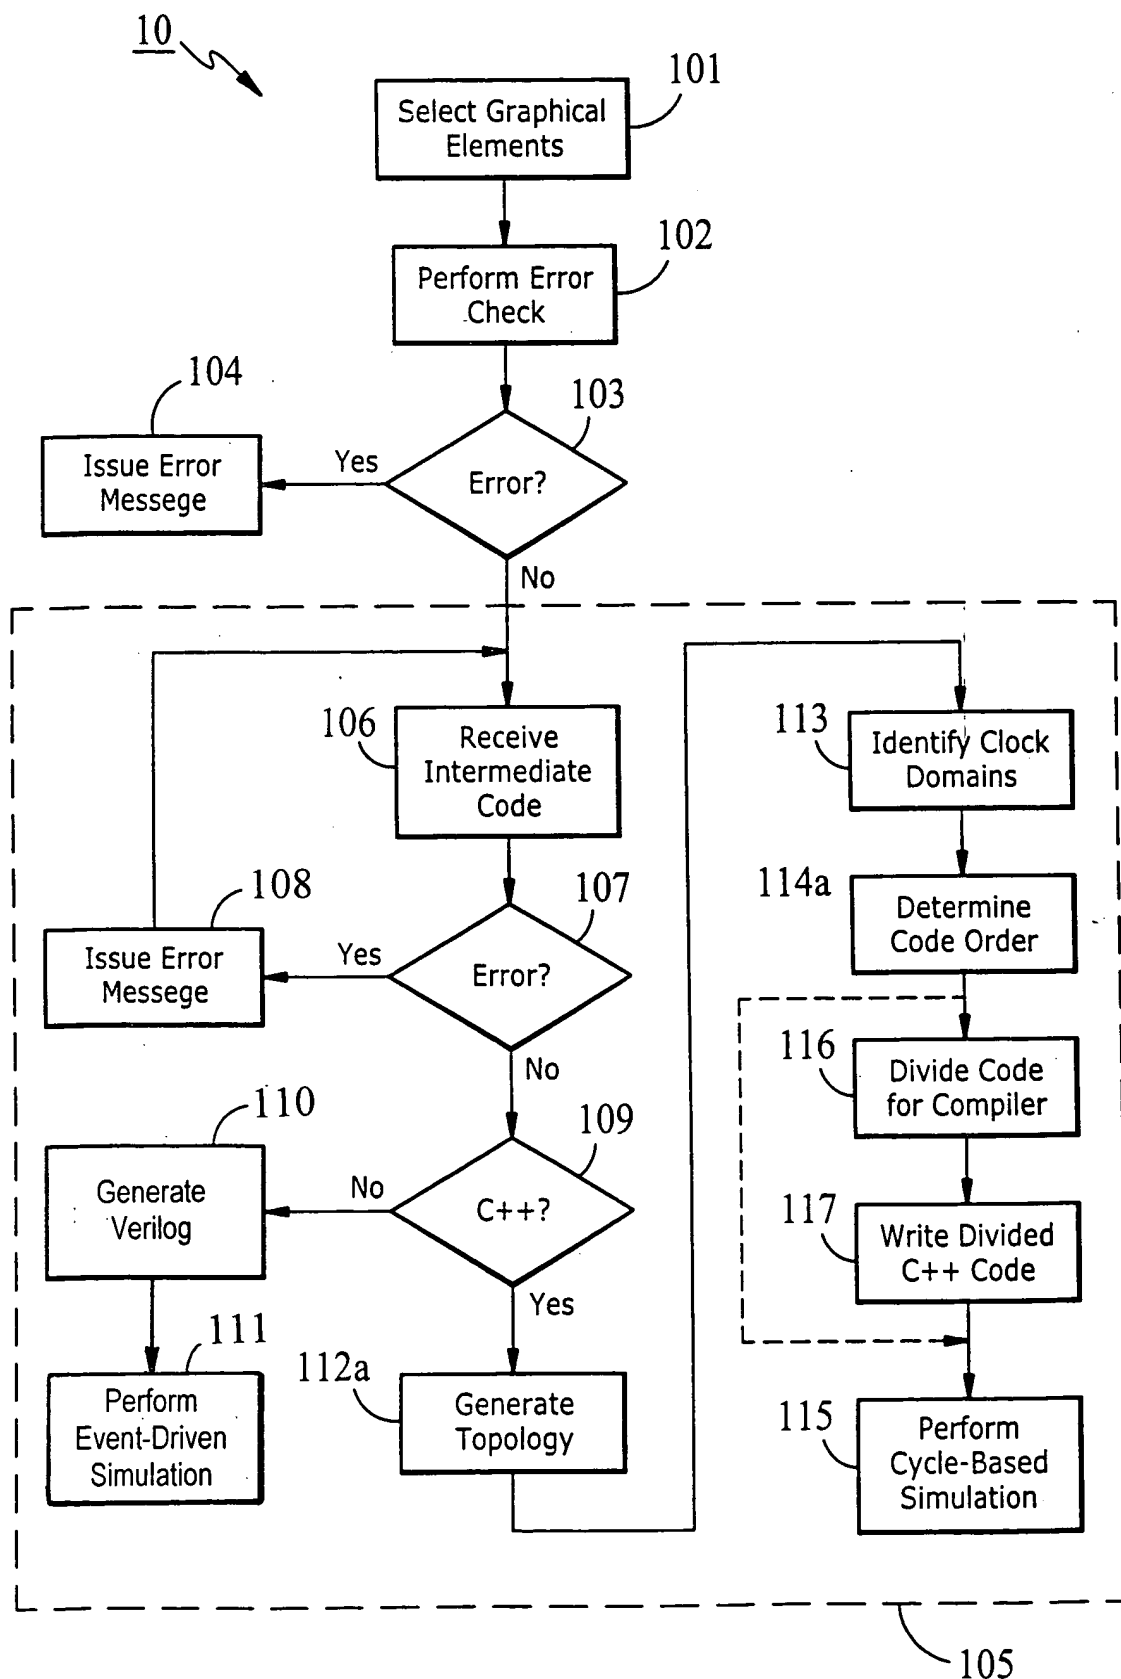 10
101
Select Graphical
Elements
102
Perform Error
Check
104
103
Issue Error
Messege
Yes
Error?
No
106
Receive
Intermediate
Code
113
Identify Clock
Domains
108
107
114a
Determine
Code Order
Issue Error
Messege
Yes
Error?
No
116
Divide Code
for Compiler
110
109
Generate
Verilog
No
C++?
Yes
117
Write Divided
C++ Code
111
Perform
Event-Driven
Simulation
112a
Generate
Topology
115
Perform
Cycle-Based
Simulation
105